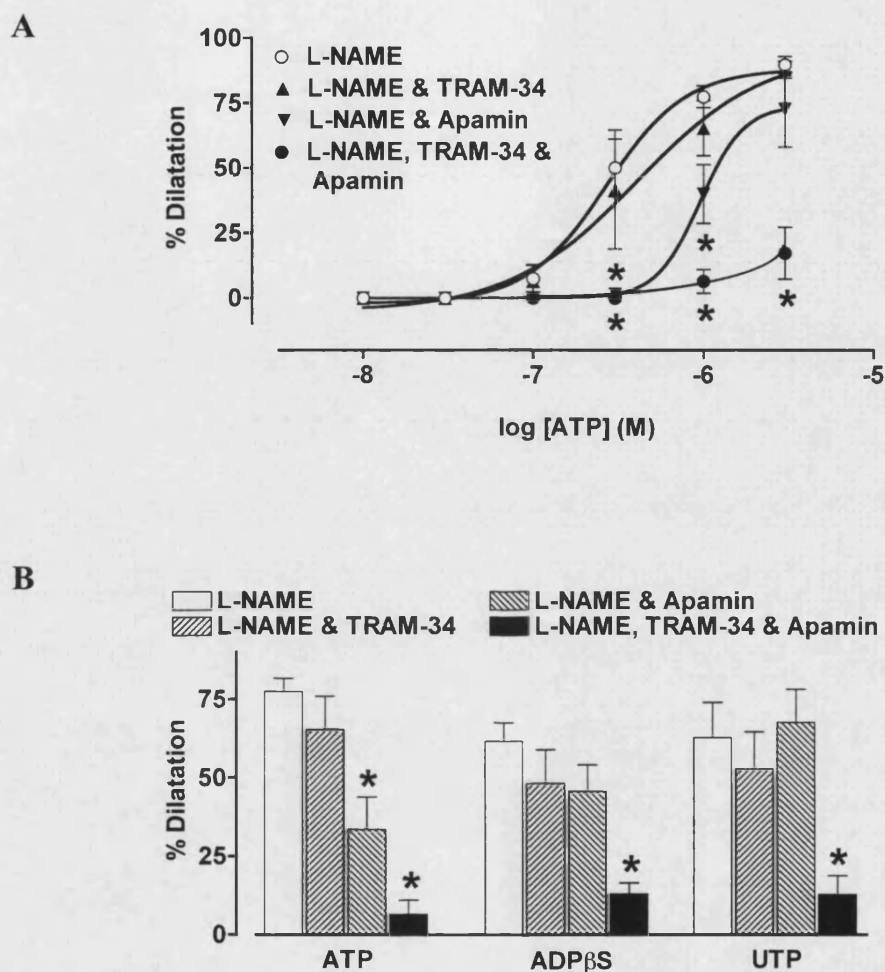 A
100
75
50
25
0
% Dilatation
L-NAME
L-NAME & TRAM-34
L-NAME & Apamin
L-NAME, TRAM-34 &
Apamin
*
*
*
*
*
-8
-7
-6
-5
log [ATP] (M)
B
L-NAME
L-NAME & Apamin
L-NAME & TRAM-34
L-NAME, TRAM-34 & Apamin
75
50
25
0
% Dilatation
*
*
*
*
ATP
ADPβS
UTP